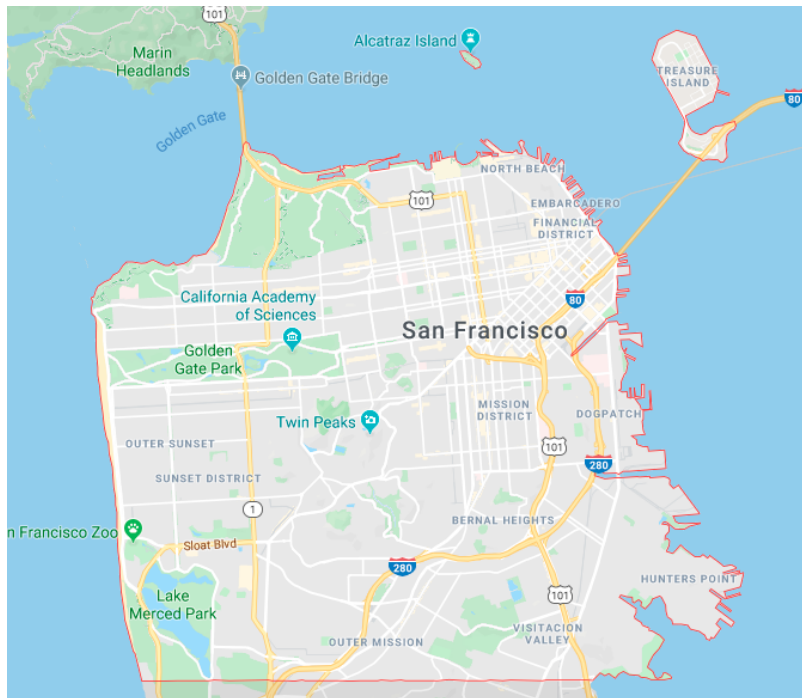 101
Marin
Headlands
Alcatraz Island
Golden Gate Bridge
TREASURE
ISLAND
80
Golden Gate
NORTH BEACH
101
EMBARCADERO
FINANCIAL
DISTRICT
California Academy
of Sciences
80
San Francisco
Golden
Gate Park
MISSION
DISTRICT
DOGPATCH
Twin Peaks
OUTER SUNSET
101
280
SUNSET DISTRICT
1
BERNAL HEIGHTS
n Francisco Zoo
Sloat Blvd
280
HUNTERS POINT
Lake
Merced Park
101
VISITACION
VALLEY
OUTER MISSION